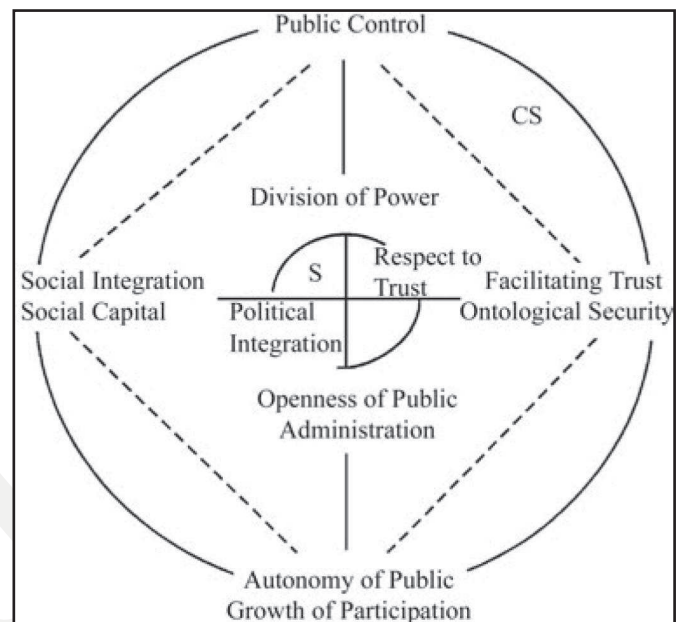 Public Control
CS
Division of Power
S
Respect to
Trust
Social Integration
Social Capital
Political
Integration
Facilitating Trust
Ontological Security
Openness of Public
Administration
Autonomy of Public
Growth of Participation